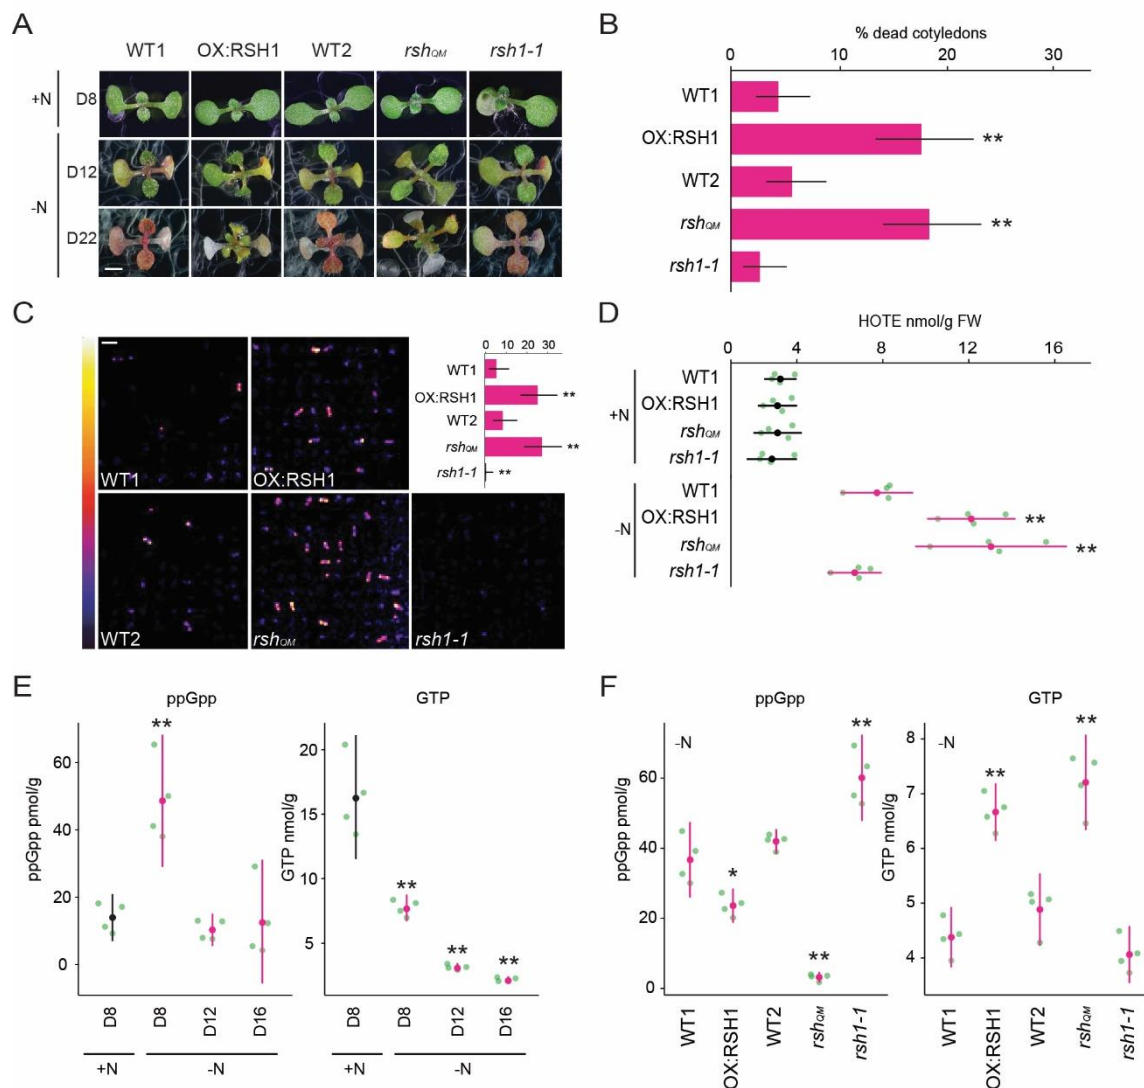 A
WT1 OX:RSH1 WT2 rshQM rsh1-1
+N D8
-N D12
D22
B
% dead cotyledons
0 10 20 30
WT1
OX:RSH1 **
WT2
rshQM **
rsh1-1
C
WT1 OX:RSH1
WT2 rshQM rsh1-1
0 10 20 30
WT1
OX:RSH1 **
WT2
rshQM **
rsh1-1 **
D
HOTE nmol/g FW
0 4 8 12 16
+N
WT1
OX:RSH1
rshQM
rsh1-1
-N
WT1
OX:RSH1 **
rshQM **
rsh1-1
E
ppGpp
ppGpp pmol/g
60
40
20
0
**
D8 D8 D12 D16
+N -N
GTP
GTP nmol/g
20
15
10
5
** ** **
D8 D8 D12 D16
+N -N
F
ppGpp
-N
ppGpp pmol/g
60
40
20
0
* ** **
WT1 OX:RSH1 WT2 rshQM rsh1-1
GTP
-N
GTP nmol/g
8
7
6
5
4
** **
WT1 OX:RSH1 WT2 rshQM rsh1-1